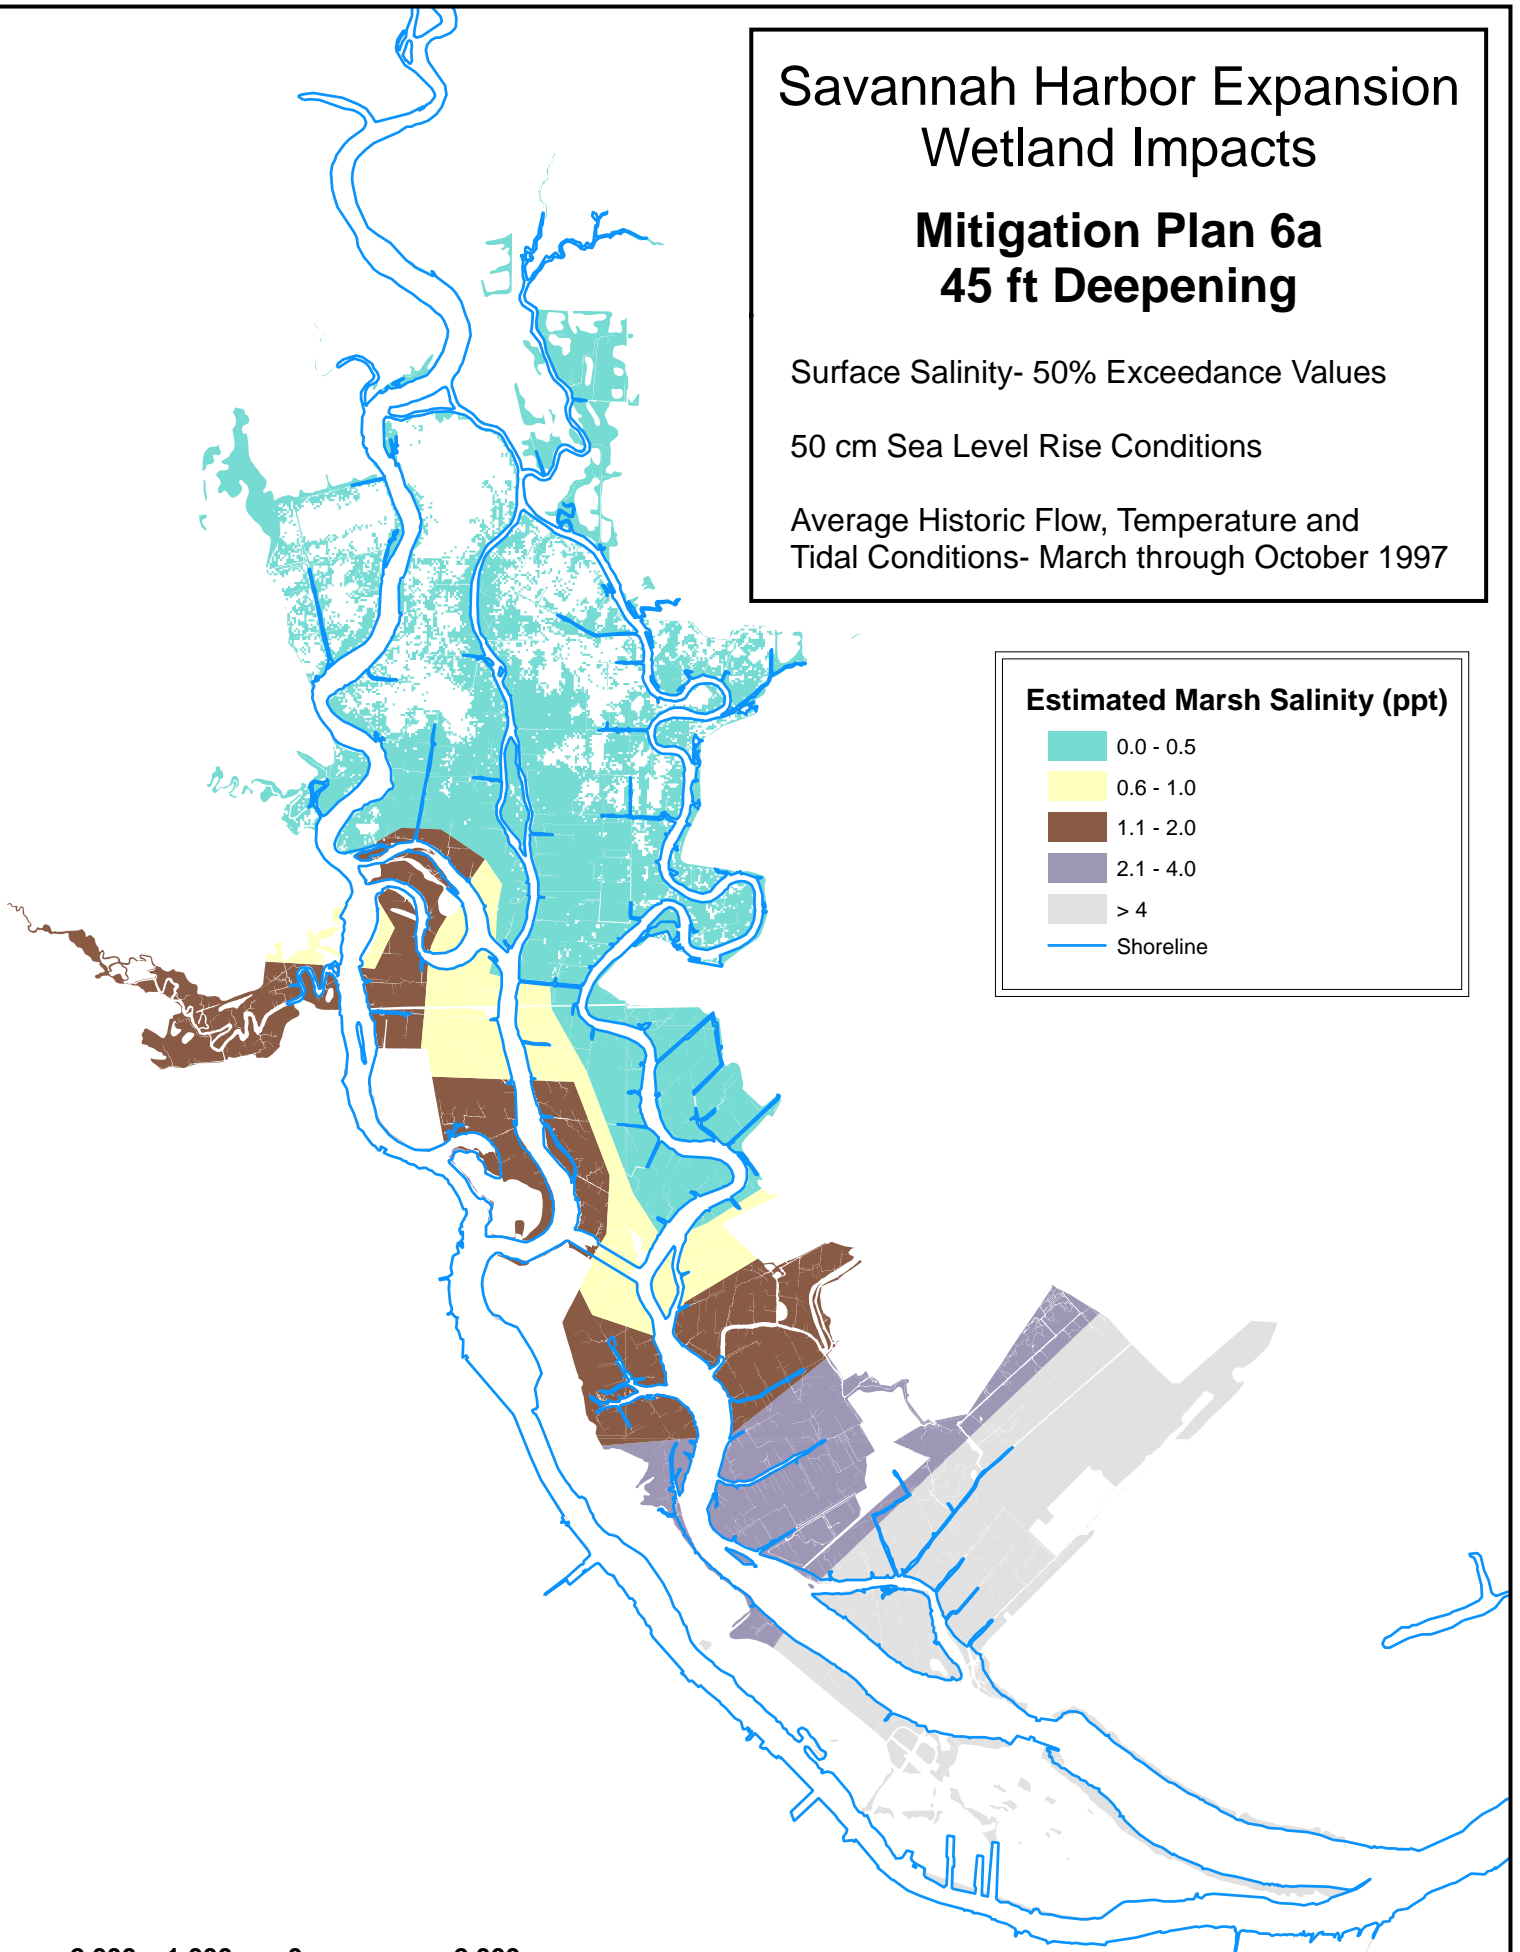 Savannah Harbor Expansion
Wetland Impacts
Mitigation Plan 6a
45 ft Deepening
Surface Salinity- 50% Exceedance Values
50 cm Sea Level Rise Conditions
Average Historic Flow, Temperature and
Tidal Conditions- March through October 1997
Estimated Marsh Salinity (ppt)
0.0 - 0.5
0.6 - 1.0
1.1 - 2.0
2.1 - 4.0
> 4
Shoreline